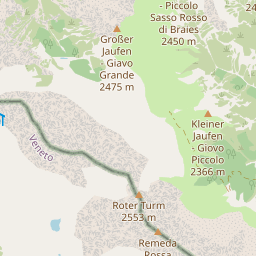 - Piccolo
Sasso Rosso
di Braies
2450 m
Großer
Jaufen
- Giavo
Grande
2475 m
Kleiner
Jaufen
- Giovo
Piccolo
2366 m
Veneto
Roter Turm
2553 m
Remeda
Rossa